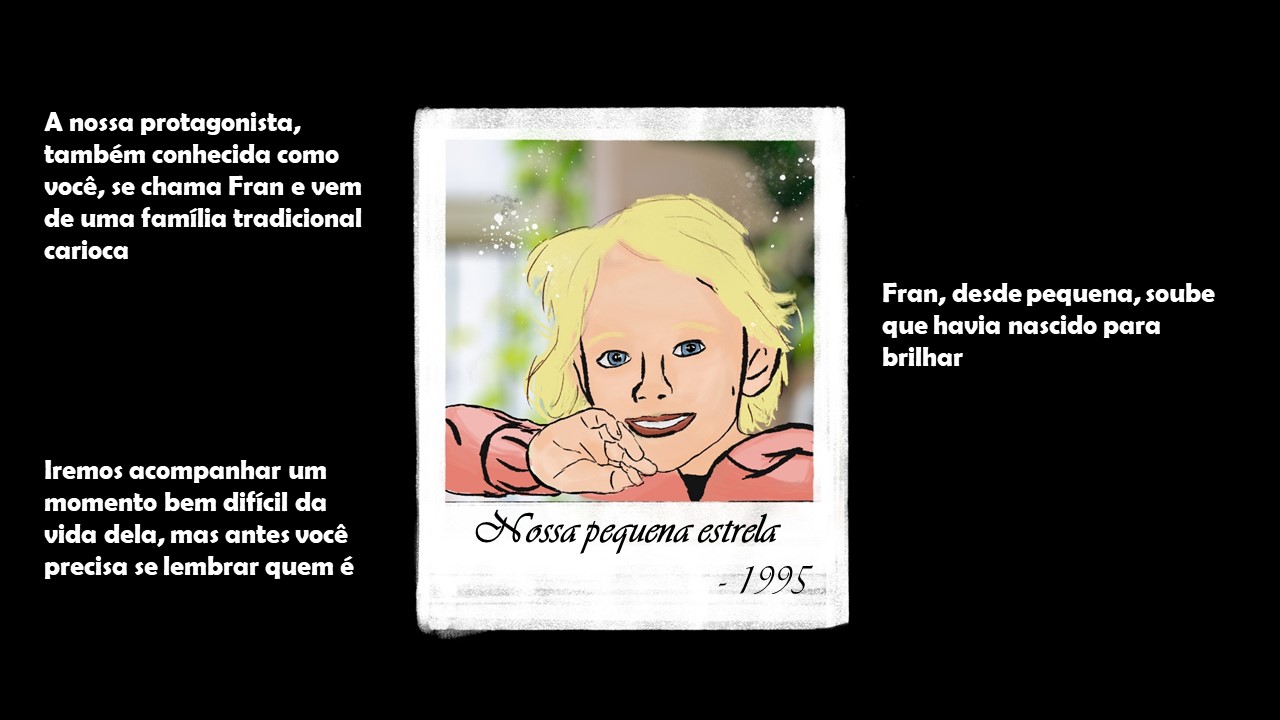 A nossa protagonista,
também conhecida como
você, se chama Fran e vem
de uma família tradicional
carioca
Iremos acompanhar um
momento bem difícil da
vida dela, mas antes você
precisa se lembrar quem é
Nossa pequena estrela
- 1995
Fran, desde pequena, soube
que havia nascido para
brilhar